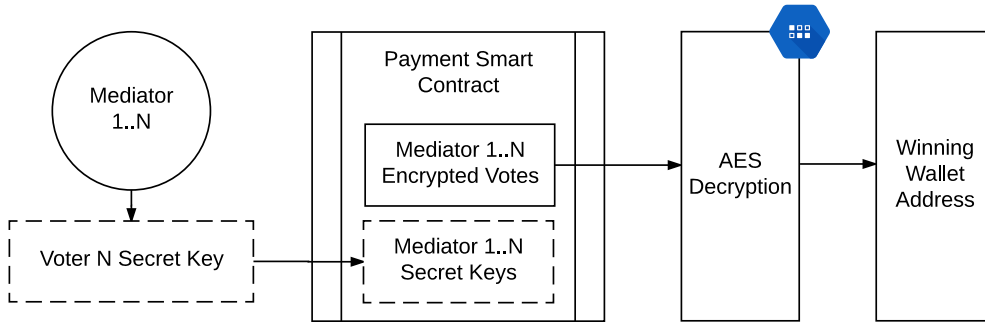 Mediator
1..N
Voter N Secret Key
Payment Smart
Contract
Mediator 1..N
Encrypted Votes
Mediator 1..N
Secret Keys
AES
Decryption
Winning
Wallet
Address